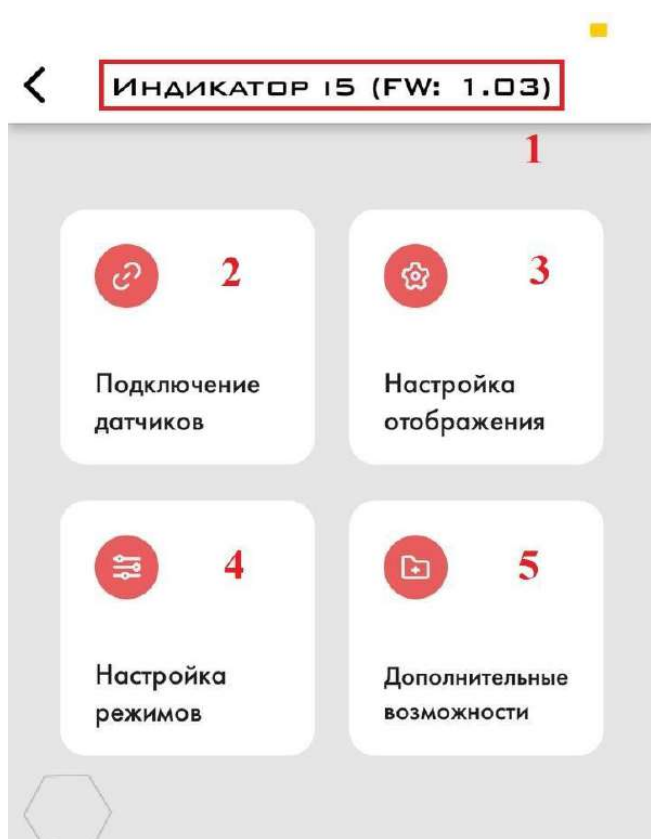 Индикатор i5 (FW: 1.03)
1
2
3
Подключение
датчиков
Настройка
отображения
4
5
Настройка
режимов
Дополнительные
возможности